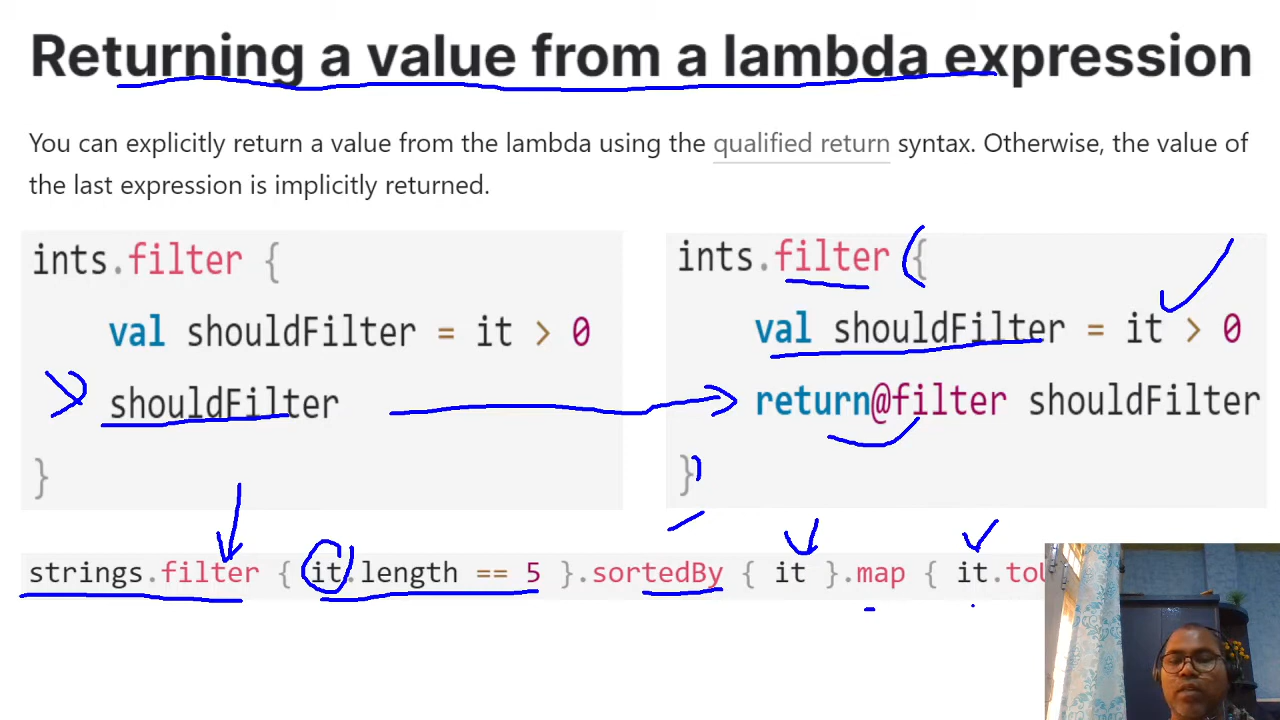 Returning a value from a lambda expression
You can explicitly return a value from the lambda using the qualified return syntax. Otherwise, the value of
the last expression is implicitly returned.
ints.filter {
val shouldFilter = it > 0
shouldFilter
}
ints.filter {
val shouldFilter = it > 0
return@filter shouldFilter
}
strings.filter { it.length == 5 }.sortedBy { it }.map { it.to